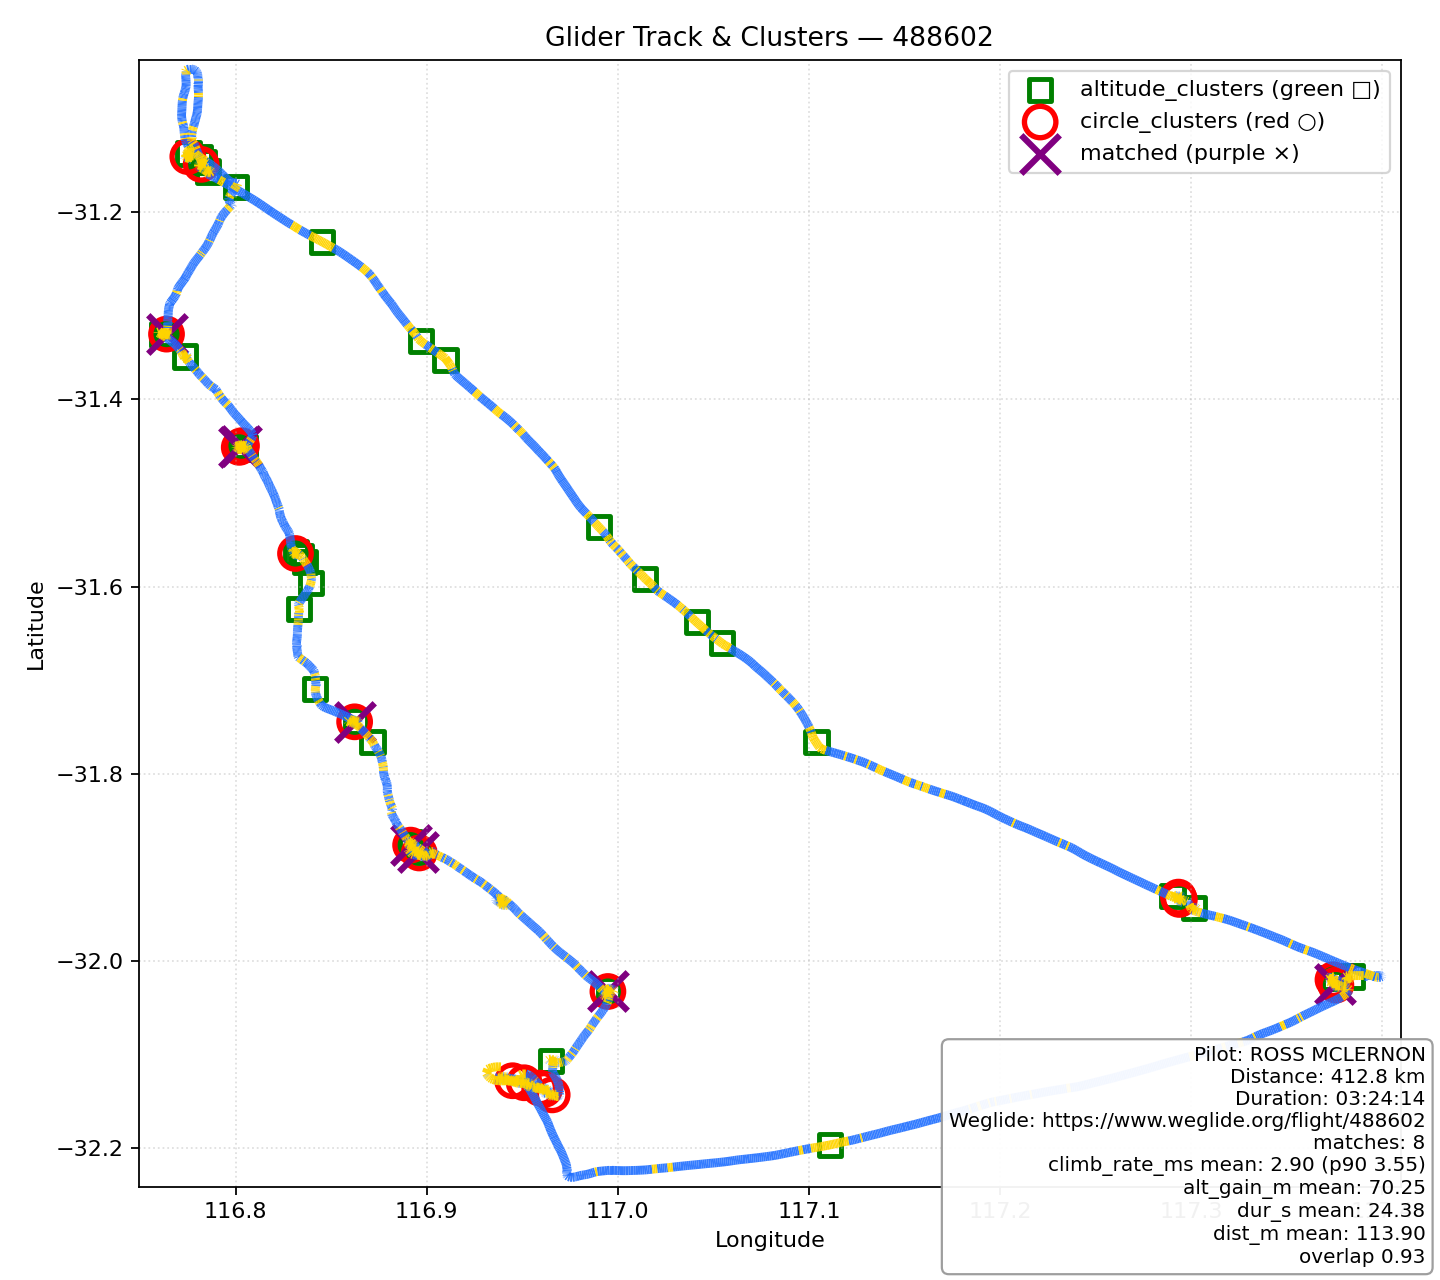 Glider Track & Clusters — 488602
altitude_clusters (green □)
circle_clusters (red ○)
matched (purple ×)
−31.2
−31.4
−31.6
−31.8
−32.0
−32.2
Latitude
116.8
116.9
117.0
117.1
117.2
117.3
Longitude
Pilot: ROSS MCLERNON
Distance: 412.8 km
Duration: 03:24:14
Weglide: https://www.weglide.org/flight/488602
matches: 8
climb_rate_ms mean: 2.90 (p90 3.55)
alt_gain_m mean: 70.25
dur_s mean: 24.38
dist_m mean: 113.90
overlap 0.93